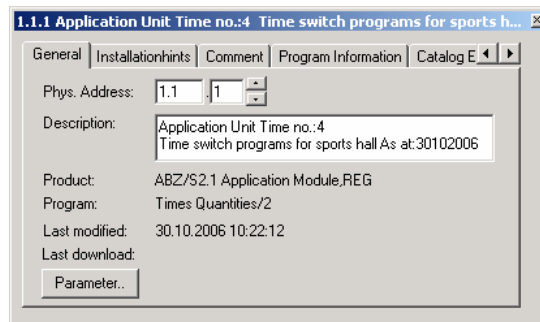 1.1.1 Application Unit Time no.:4 Time switch programs for sports h...
General Installationhints Comment Program Information Catalog E
Phys. Address: 1.1 .1
Description: Application Unit Time no.:4
Time switch programs for sports hall As at:30102006
Product: ABZ/S2.1 Application Module,REG
Program: Times Quantities/2
Last modified: 30.10.2006 10:22:12
Last download:
Parameter..